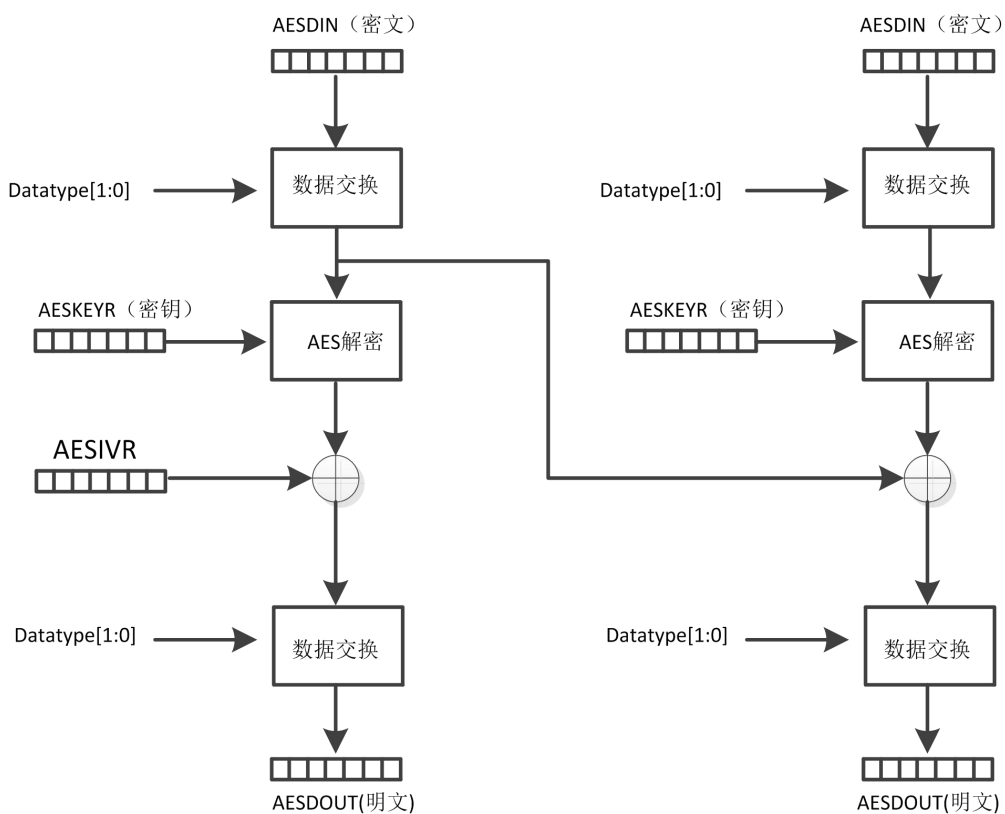 AESDIN（密文）
AESDIN（密文）
数据交换
数据交换
Datatype[1:0]
Datatype[1:0]
AESKEYR（密钥）
AESKEYR（密钥）
AES解密
AES解密
AESIVR
Datatype[1:0]
Datatype[1:0]
数据交换
数据交换
AESDOUT(明文)
AESDOUT(明文)